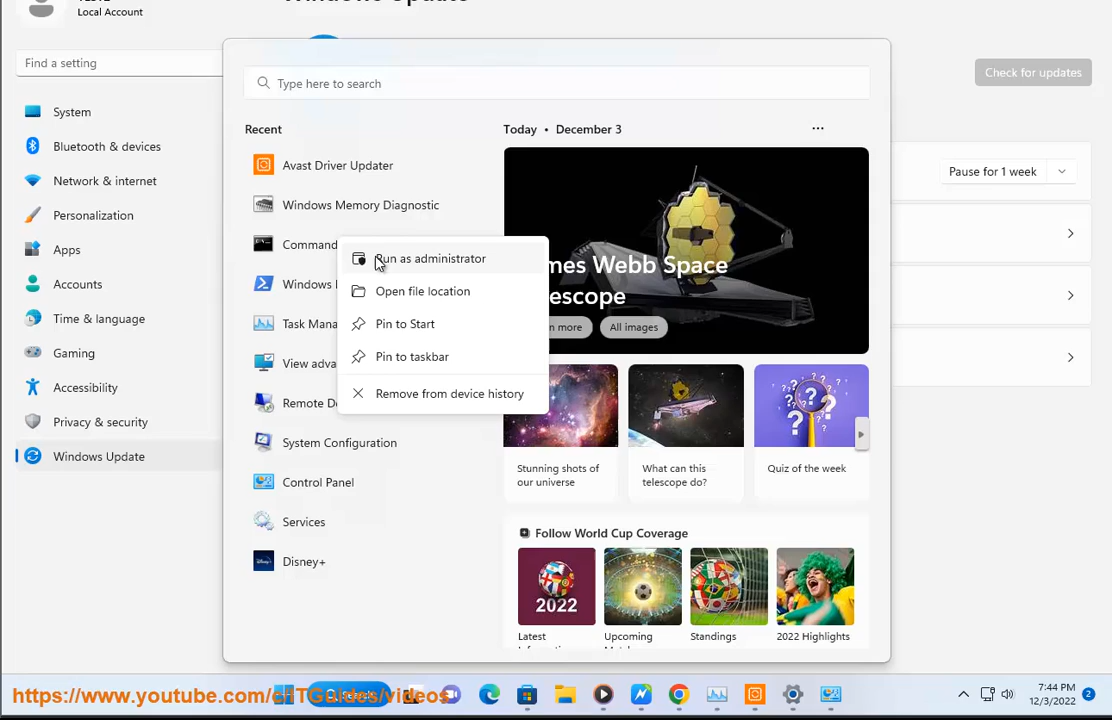 Local Account
Find a setting
System
Bluetooth & devices
Network & internet
Personalization
Apps
Accounts
Time & language
Gaming
Accessibility
Privacy & security
Windows Update
Check for updates
Pause for 1 week
Type here to search
Recent
Avast Driver Updater
Windows Memory Diagnostic
Command
Windows
Task Mana
View adva
Remote De
System Configuration
Control Panel
Services
Disney+
Run as administrator
Open file location
Pin to Start
Pin to taskbar
Remove from device history
Today • December 3
mes Webb Space
escope
n more
All images
Stunning shots of
our universe
What can this
telescope do?
Quiz of the week
Follow World Cup Coverage
2022
Latest
Upcoming
Standings
2022 Highlights
https://www.youtube.com/c/ITGuides/videos
7:44 PM
12/3/2022
2